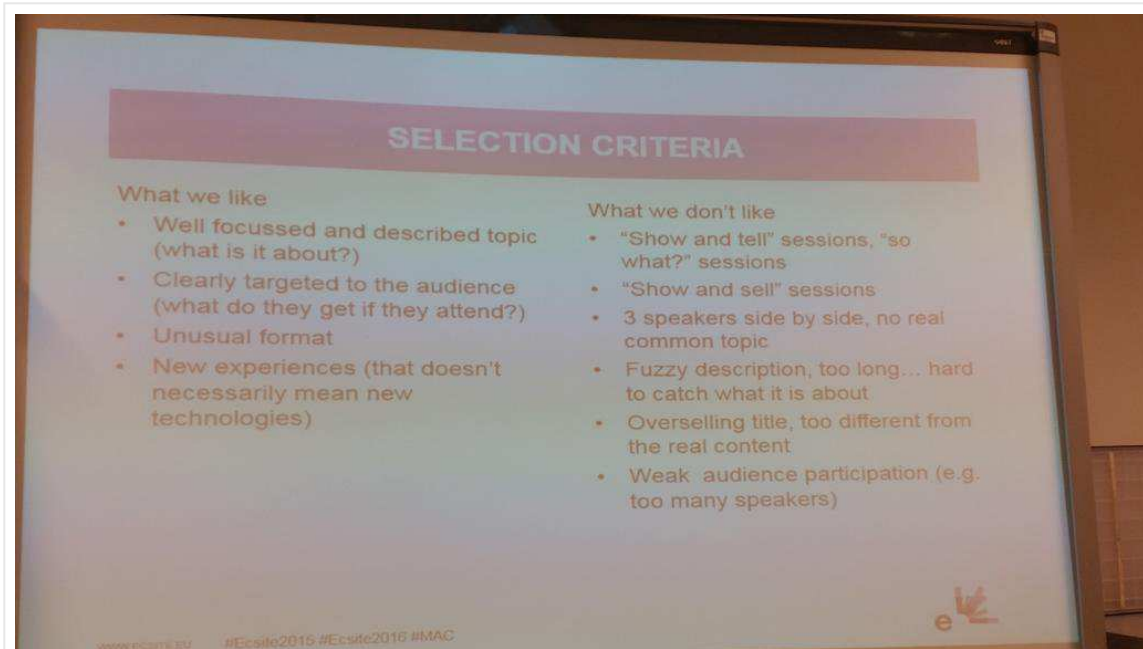 SELECTION CRITERIA
What we like
• Well focussed and described topic
(what is it about?)
• Clearly targeted to the audience
(what do they get if they attend?)
• Unusual format
• New experiences (that doesn't
necessarily mean new
technologies)
What we don't like
• “Show and tell” sessions, “so
what?” sessions
• “Show and sell” sessions
• 3 speakers side by side, no real
common topic
• Fuzzy description, too long… hard
to catch what it is about
• Overselling title, too different from
the real content
• Weak audience participation (e.g.
too many speakers)
e
www.ecsite.eu #Ecsite2015 #Ecsite2016 #MAC